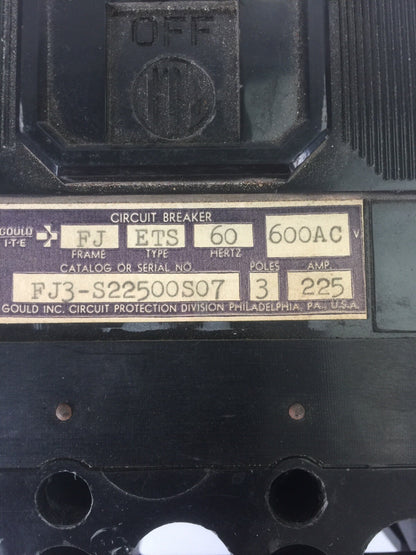 OFF
CIRCUIT BREAKER
GOULD I-T-E FJ ETS 60 600AC V.
FRAME TYPE HERTZ
CATALOG OR SERIAL NO. POLES AMP.
FJ3-S22500S07 3 225
GOULD INC. CIRCUIT PROTECTION DIVISION PHILADELPHIA, PA., U.S.A.